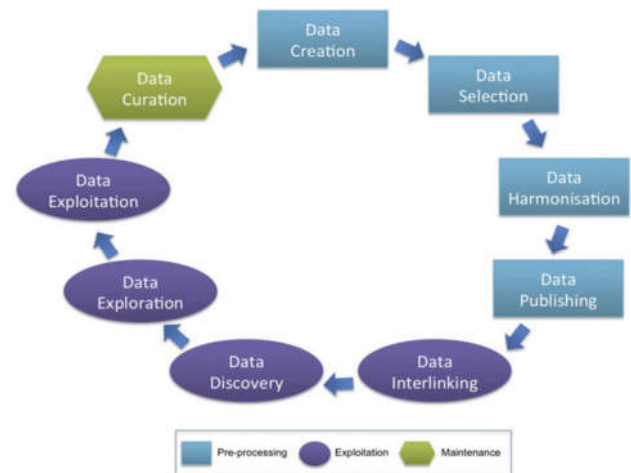 Data
Creation
Data
Selection
Data
Harmonisation
Data
Publishing
Data
Interlinking
Data
Discovery
Data
Exploration
Data
Exploitation
Data
Curation
Pre-processing
Exploitation
Maintenance